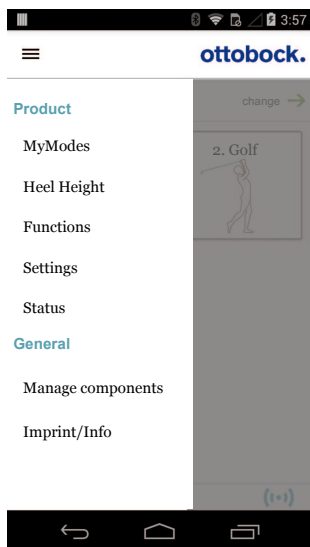 3:57
ottobock.
change
Product
MyModes
2. Golf
Heel Height
Functions
Settings
Status
General
Manage components
Imprint/Info